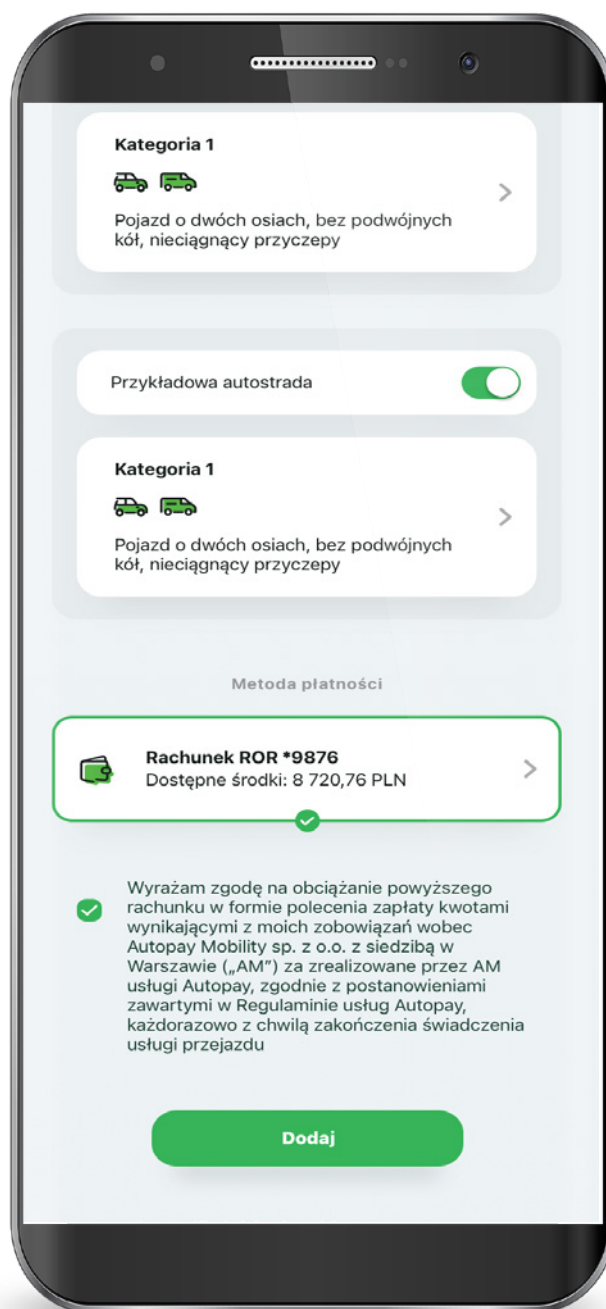 Kategoria 1
Pojazd o dwóch osiach, bez podwójnych
kół, nieciągnący przyczepy
Przykładowa autostrada
Kategoria 1
Pojazd o dwóch osiach, bez podwójnych
kół, nieciągnący przyczepy
Metoda płatności
Rachunek ROR *9876
Dostępne środki: 8 720,76 PLN
Wyrażam zgodę na obciążanie powyższego
rachunku w formie polecenia zapłaty kwotami
wynikającymi z moich zobowiązań wobec
Autopay Mobility sp. z o.o. z siedzibą w
Warszawie („AM”) za zrealizowane przez AM
usługi Autopay, zgodnie z postanowieniami
zawartymi w Regulaminie usług Autopay,
każdorazowo z chwilą zakończenia świadczenia
usługi przejazdu
Dodaj